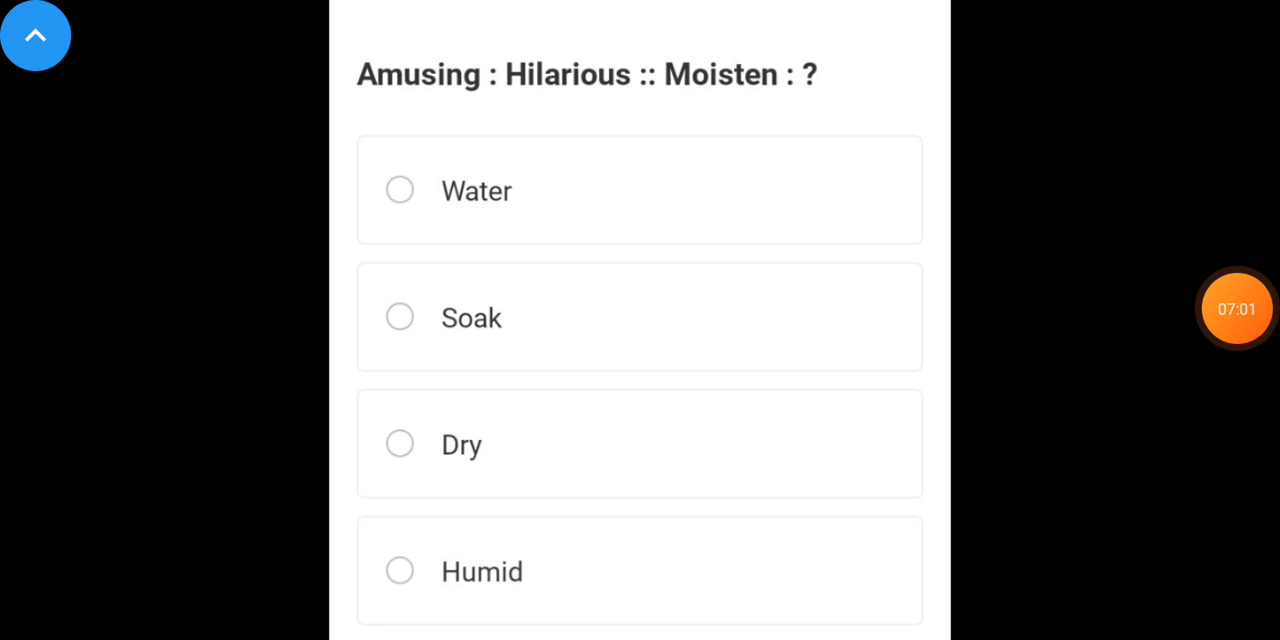 Amusing : Hilarious :: Moisten : ?
Water
Soak
07:01
Dry
Humid